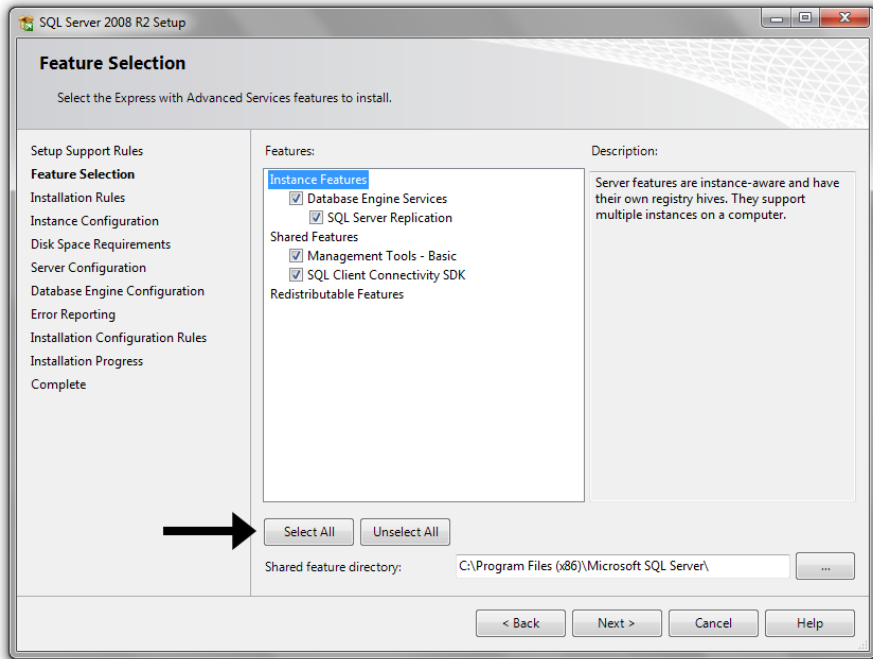 SQL Server 2008 R2 Setup
Feature Selection
Select the Express with Advanced Services features to install.
Setup Support Rules
Feature Selection
Installation Rules
Instance Configuration
Disk Space Requirements
Server Configuration
Database Engine Configuration
Error Reporting
Installation Configuration Rules
Installation Progress
Complete
Features:
Instance Features
Database Engine Services
SQL Server Replication
Shared Features
Management Tools - Basic
SQL Client Connectivity SDK
Redistributable Features
Description:
Server features are instance-aware and have
their own registry hives. They support
multiple instances on a computer.
Select All Unselect All
Shared feature directory: C:\Program Files (x86)\Microsoft SQL Server\ ...
< Back Next > Cancel Help